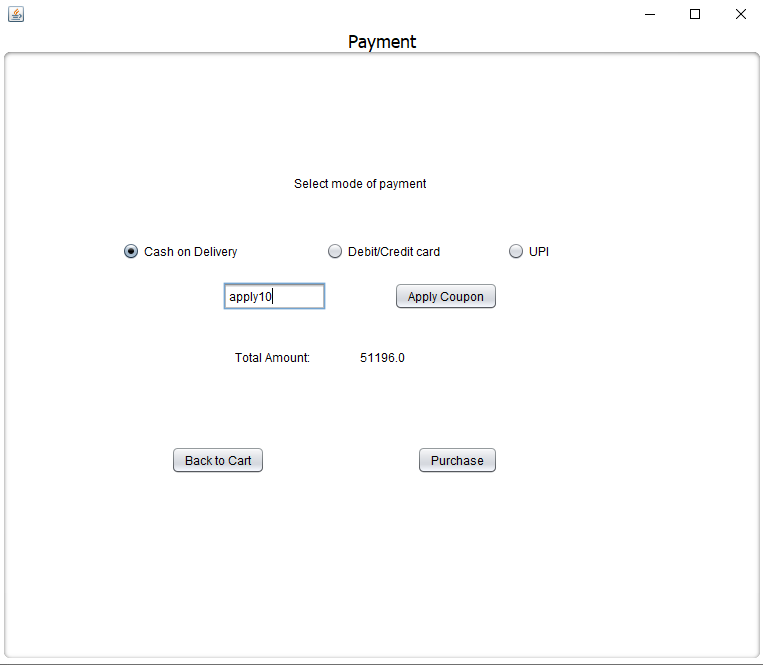 Payment
Select mode of payment
Cash on Delivery Debit/Credit card UPI
apply10 Apply Coupon
Total Amount: 51196.0
Back to Cart Purchase